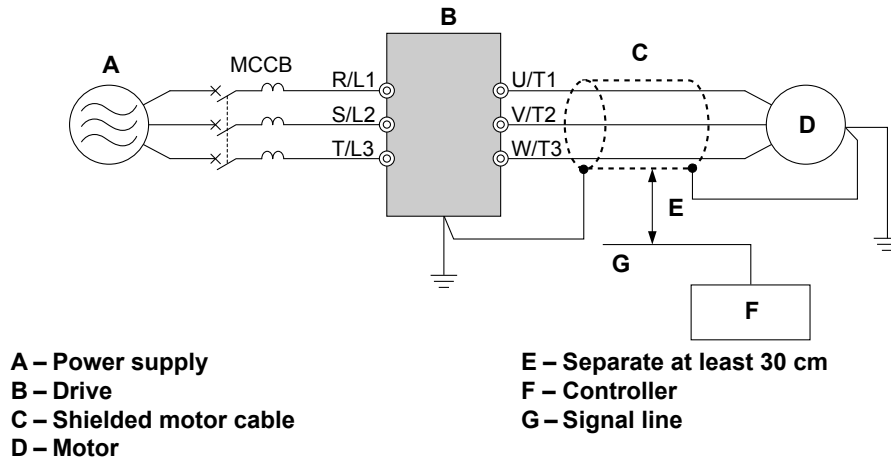 B
A
MCCB
C
R/L1
U/T1
S/L2
V/T2
D
T/L3
W/T3
E
G
F
A – Power supply
B – Drive
C – Shielded motor cable
D – Motor
E – Separate at least 30 cm
F – Controller
G – Signal line